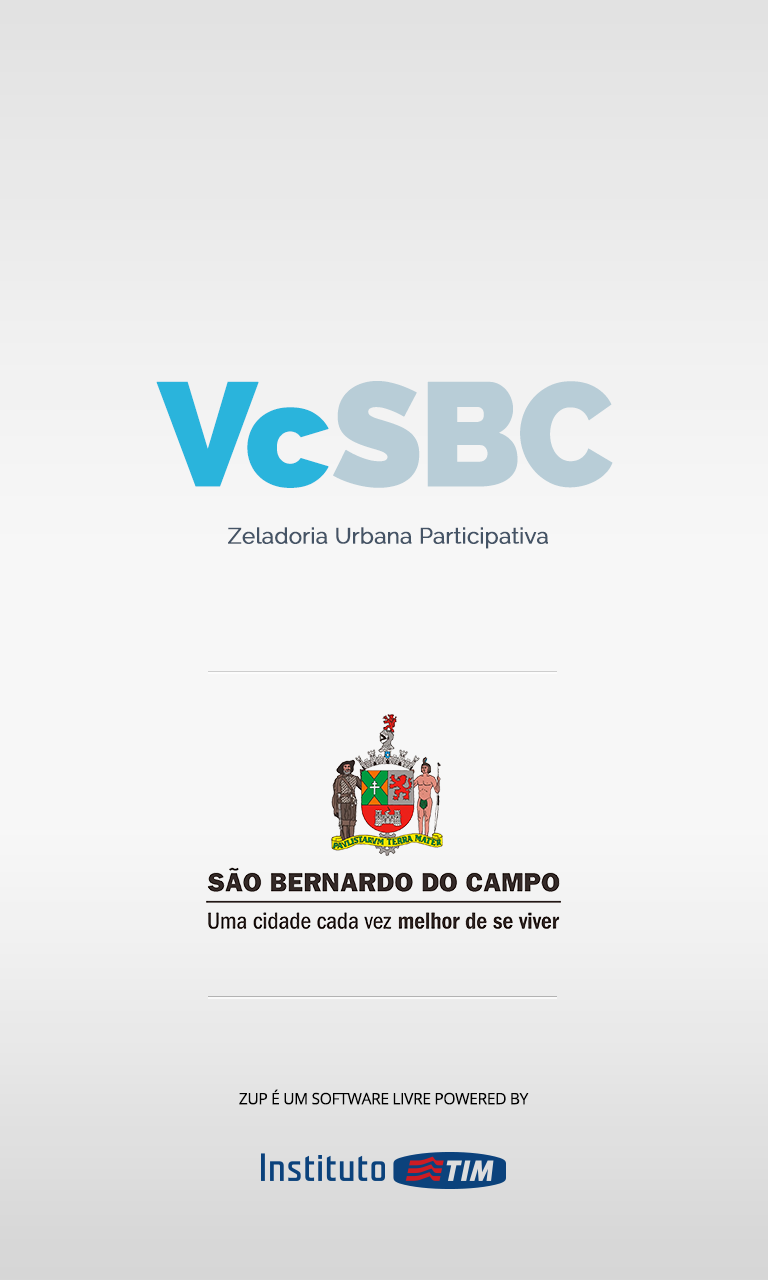 VcSBC
Zeladoria Urbana Participativa
PAVLISTARVM TERRA MATER
SÃO BERNARDO DO CAMPO
Uma cidade cada vez melhor de se viver
ZUP É UM SOFTWARE LIVRE POWERED BY
Instituto TIM